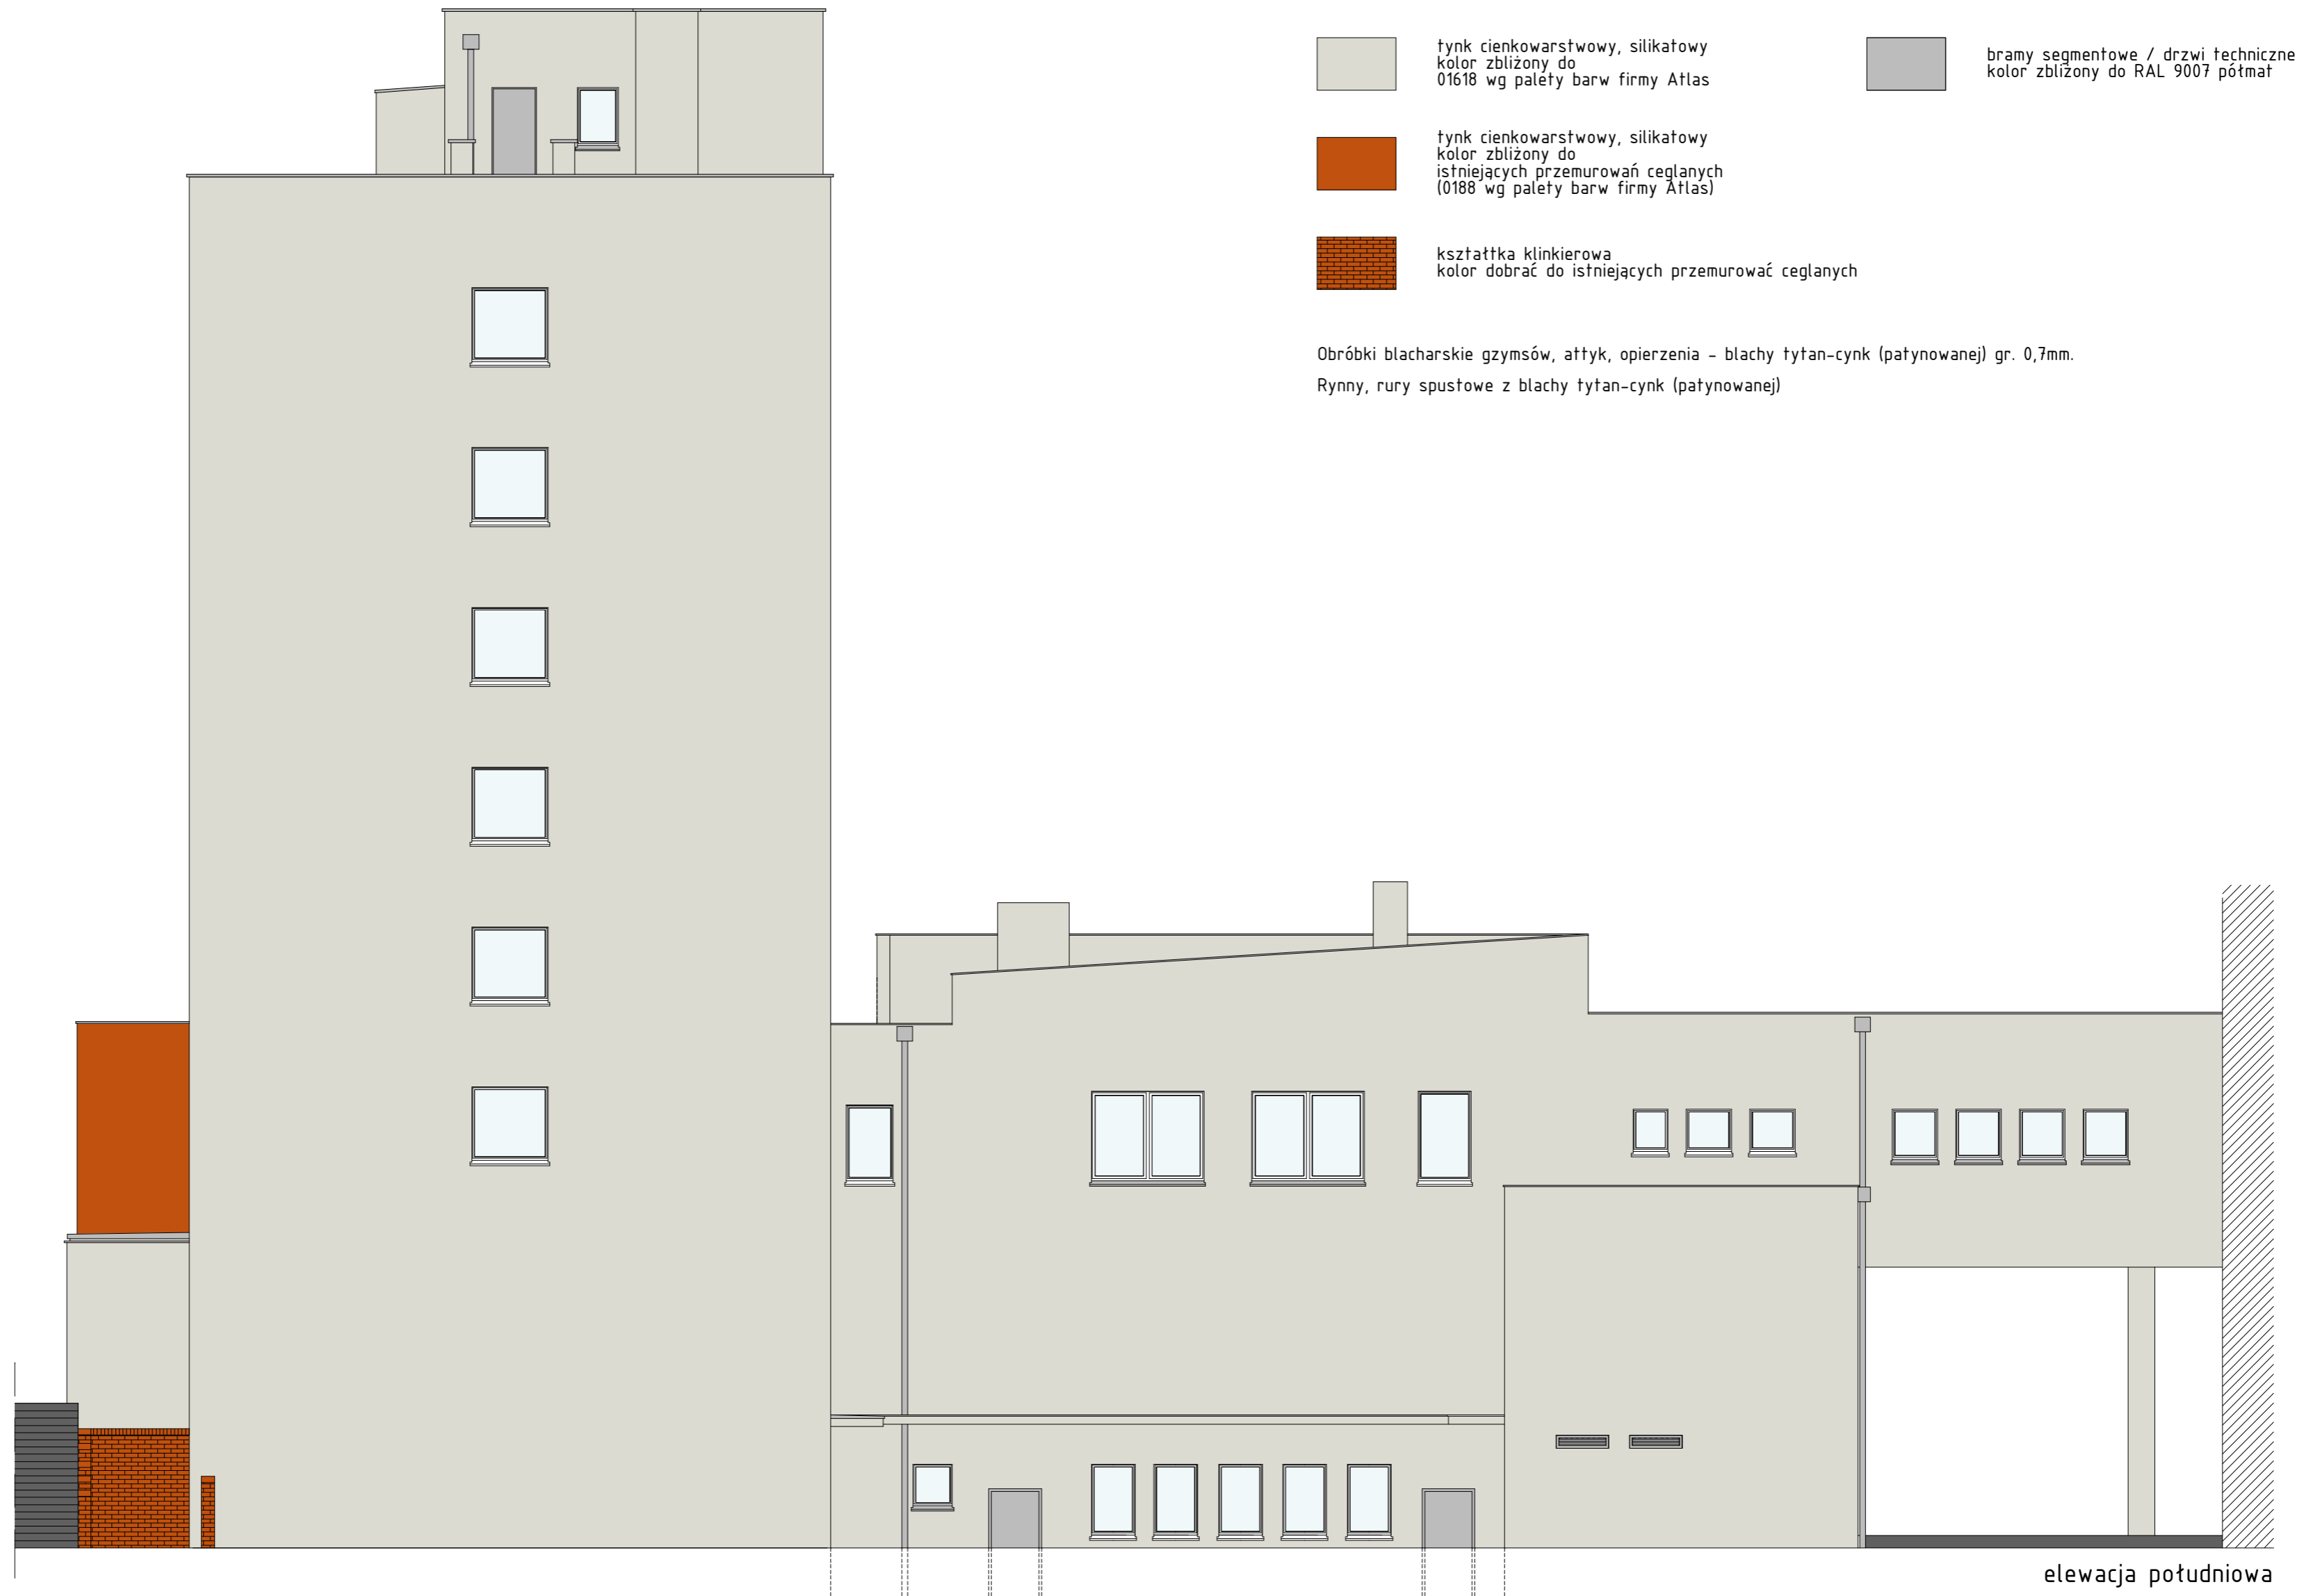 tynk cienkowarstwowy, silikatowy
kolor zbliżony do
01618 wg palety barw firmy Atlas
bramy segmentowe / drzwi techniczne
kolor zbliżony do RAL 9007 półmat
tynk cienkowarstwowy, silikatowy
kolor zbliżony do
istniejących przemurowań ceglanych
(0188 wg palety barw firmy Atlas)
kształtka klinkierowa
kolor dobrać do istniejących przemurować ceglanych
Obróbki blacharskie gzymsów, attyk, opierzenia - blachy tytan-cynk (patynowanej) gr. 0,7mm.
Rynny, rury spustowe z blachy tytan-cynk (patynowanej)
elewacja południowa